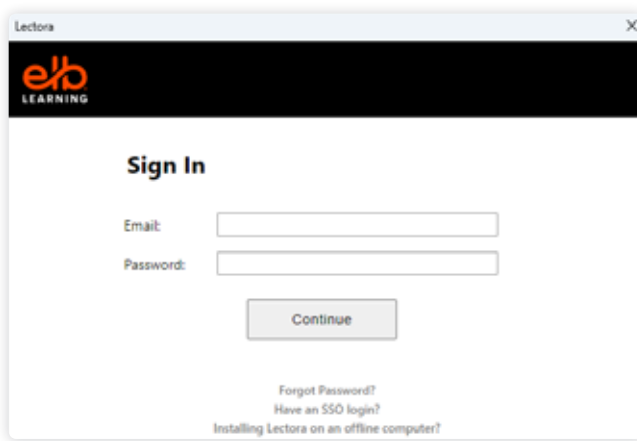 Lectora
elb
LEARNING
Sign In
Email:
Password:
Continue
Forgot Password?
Have an SSO login?
Installing Lectora on an offline computer?